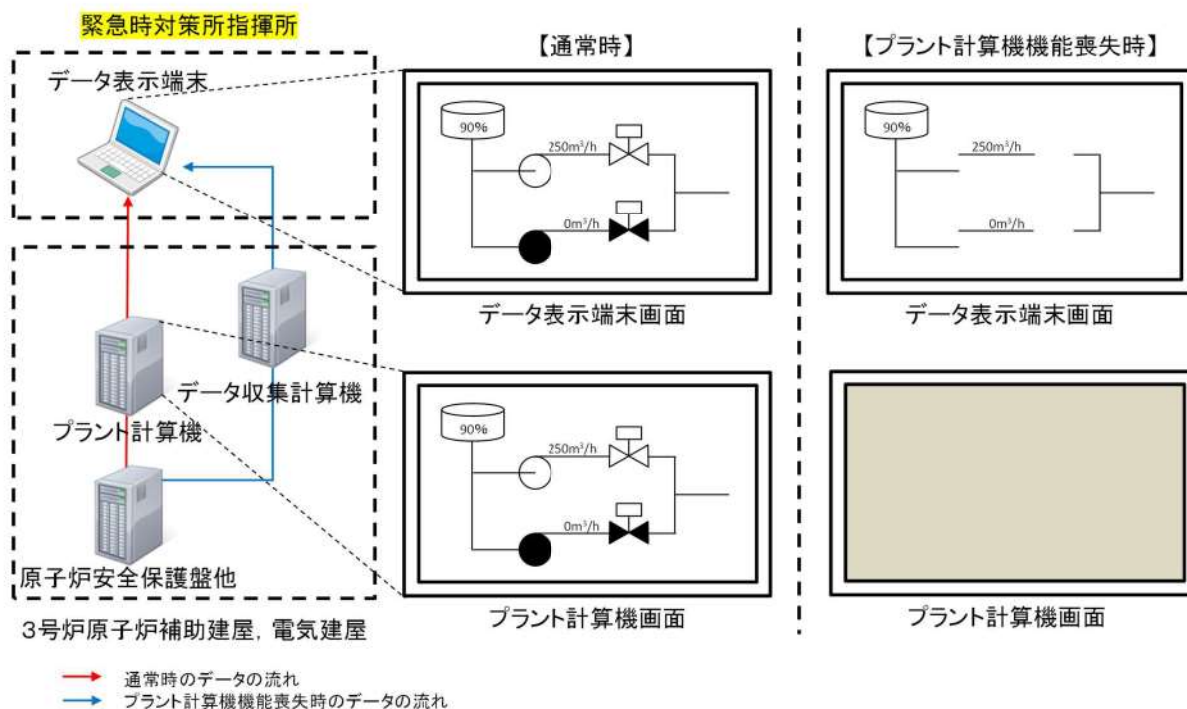 緊急時対策所指揮所
データ表示端末
データ収集計算機
プラント計算機
原子炉安全保護盤他
3号炉原子炉補助建屋,電気建屋
【通常時】
90%
250m³/h
0m³/h
データ表示端末画面
90%
250m³/h
0m³/h
プラント計算機画面
【プラント計算機機能喪失時】
90%
250m³/h
0m³/h
データ表示端末画面
プラント計算機画面
通常時のデータの流れ
プラント計算機機能喪失時のデータの流れ